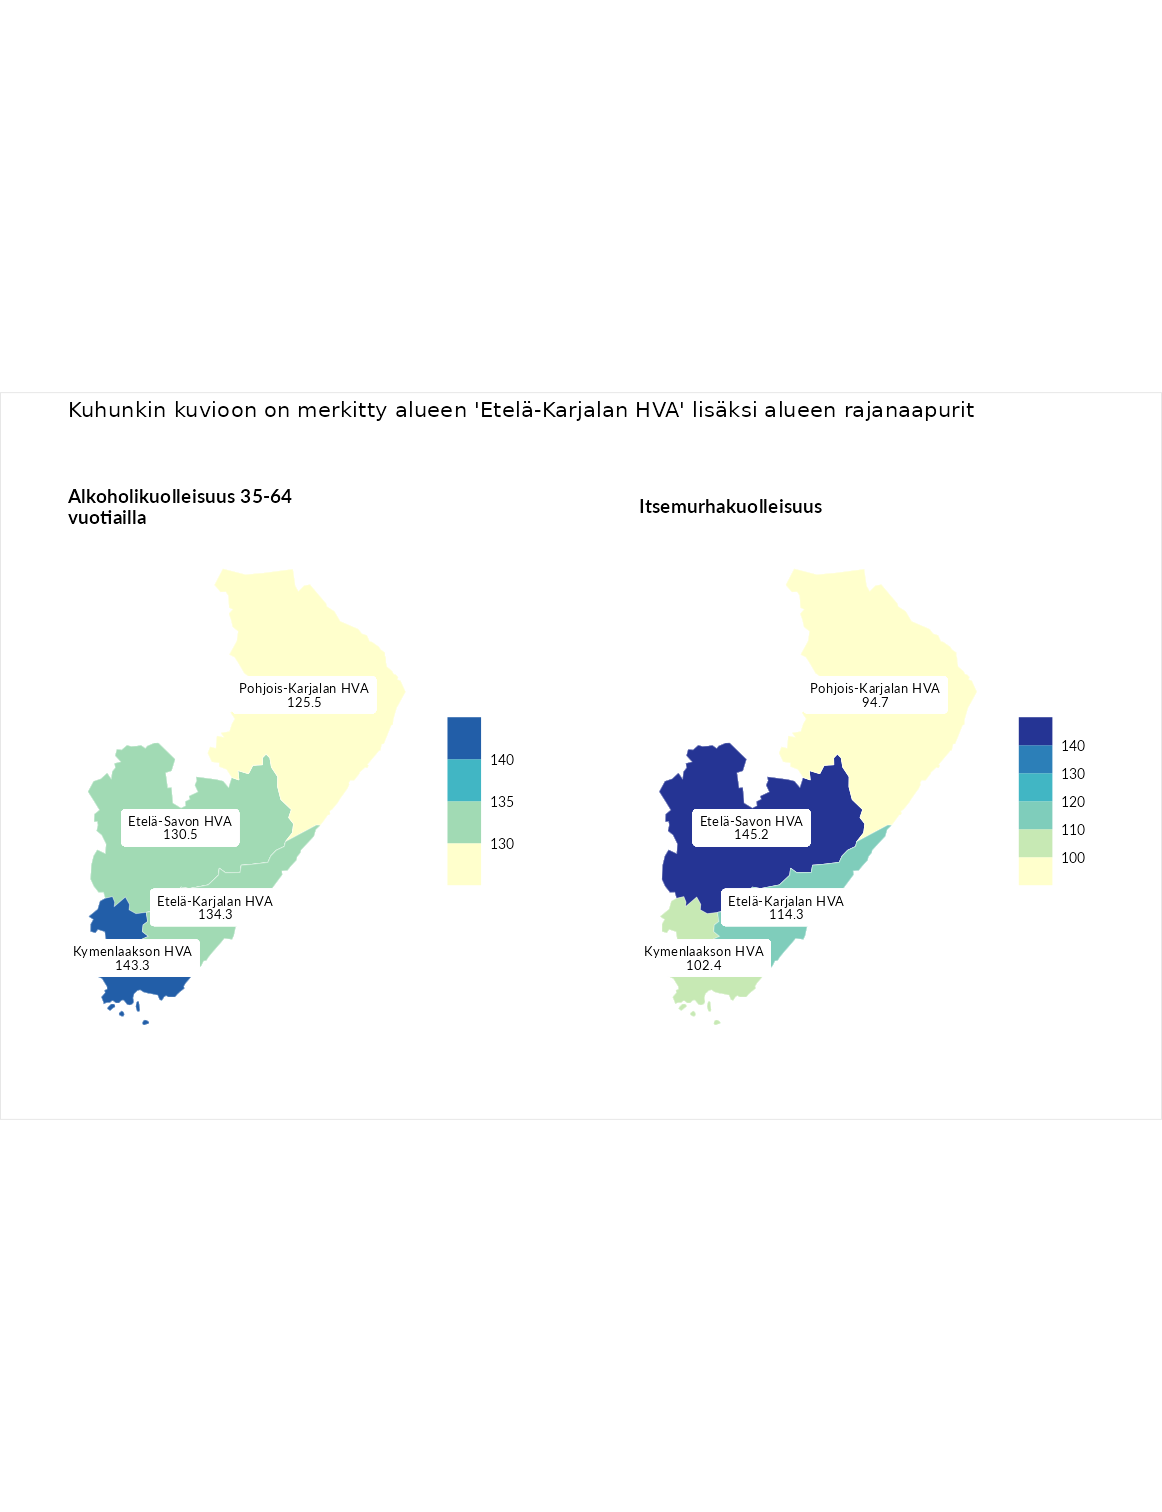 Kuhunkin kuvioon on merkitty alueen 'Etelä-Karjalan HVA' lisäksi alueen rajanaapurit
Alkoholikuolleisuus 35-64
vuotiailla
Pohjois-Karjalan HVA
125.5
Etelä-Savon HVA
130.5
Etelä-Karjalan HVA
134.3
Kymenlaakson HVA
143.3
140
135
130
Itsemurhakuolleisuus
Pohjois-Karjalan HVA
94.7
Etelä-Savon HVA
145.2
Etelä-Karjalan HVA
114.3
Kymenlaakson HVA
102.4
140
130
120
110
100